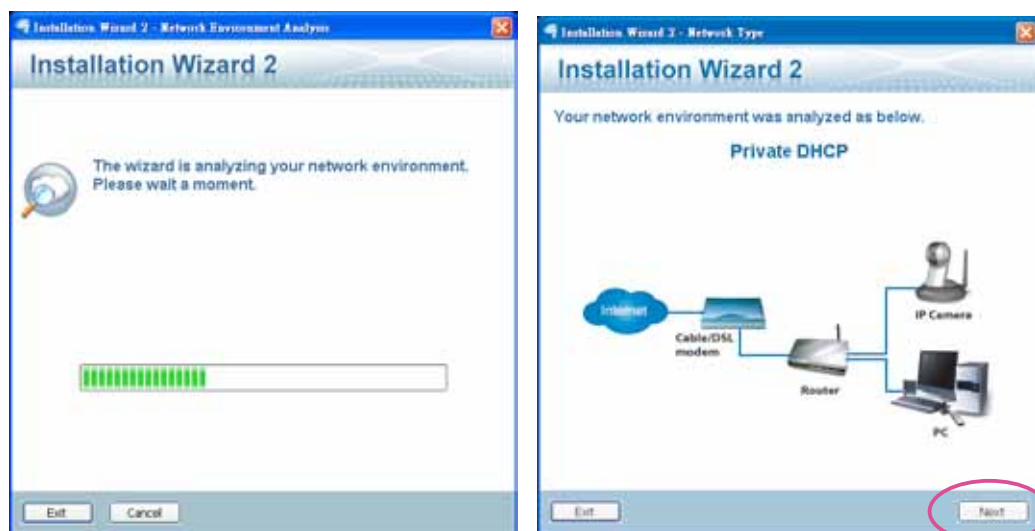 Installation Wizard 2 - Network Environment Analysis
Installation Wizard 2
The wizard is analyzing your network environment.
Please wait a moment.
Exit
Cancel
Installation Wizard 2 - Network Type
Installation Wizard 2
Your network environment was analyzed as below.
Private DHCP
Internet
Cable/DSL
modem
Router
IP Camera
PC
Exit
Next